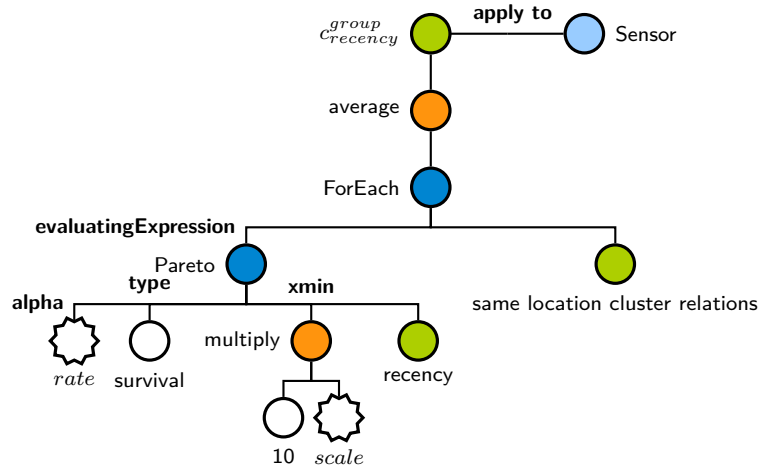 apply to
c_{recency}^{group}
Sensor
average
ForEach
evaluatingExpression
Pareto
type
xmin
alpha
same location cluster relations
multiply
rate
survival
recency
10
scale